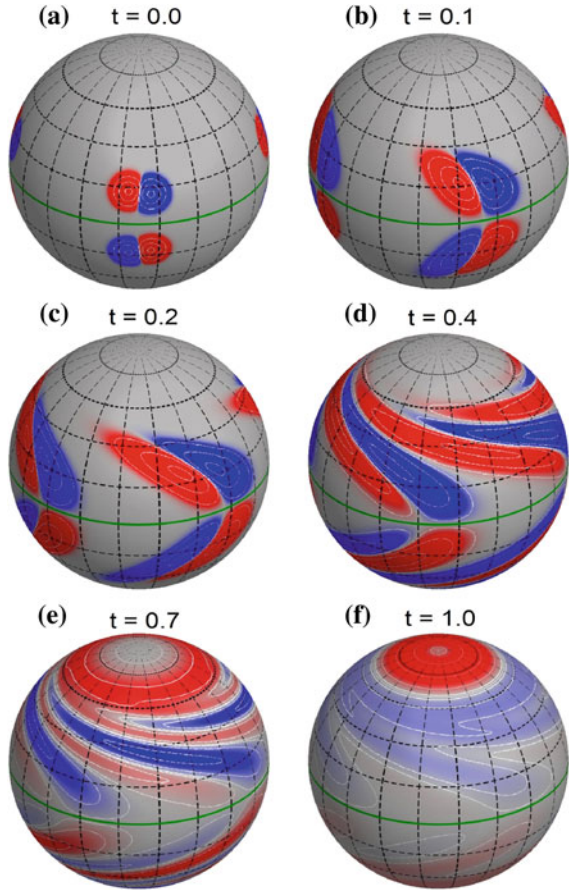 (a) t = 0.0
(b) t = 0.1
(c) t = 0.2
(d) t = 0.4
(e) t = 0.7
(f) t = 1.0